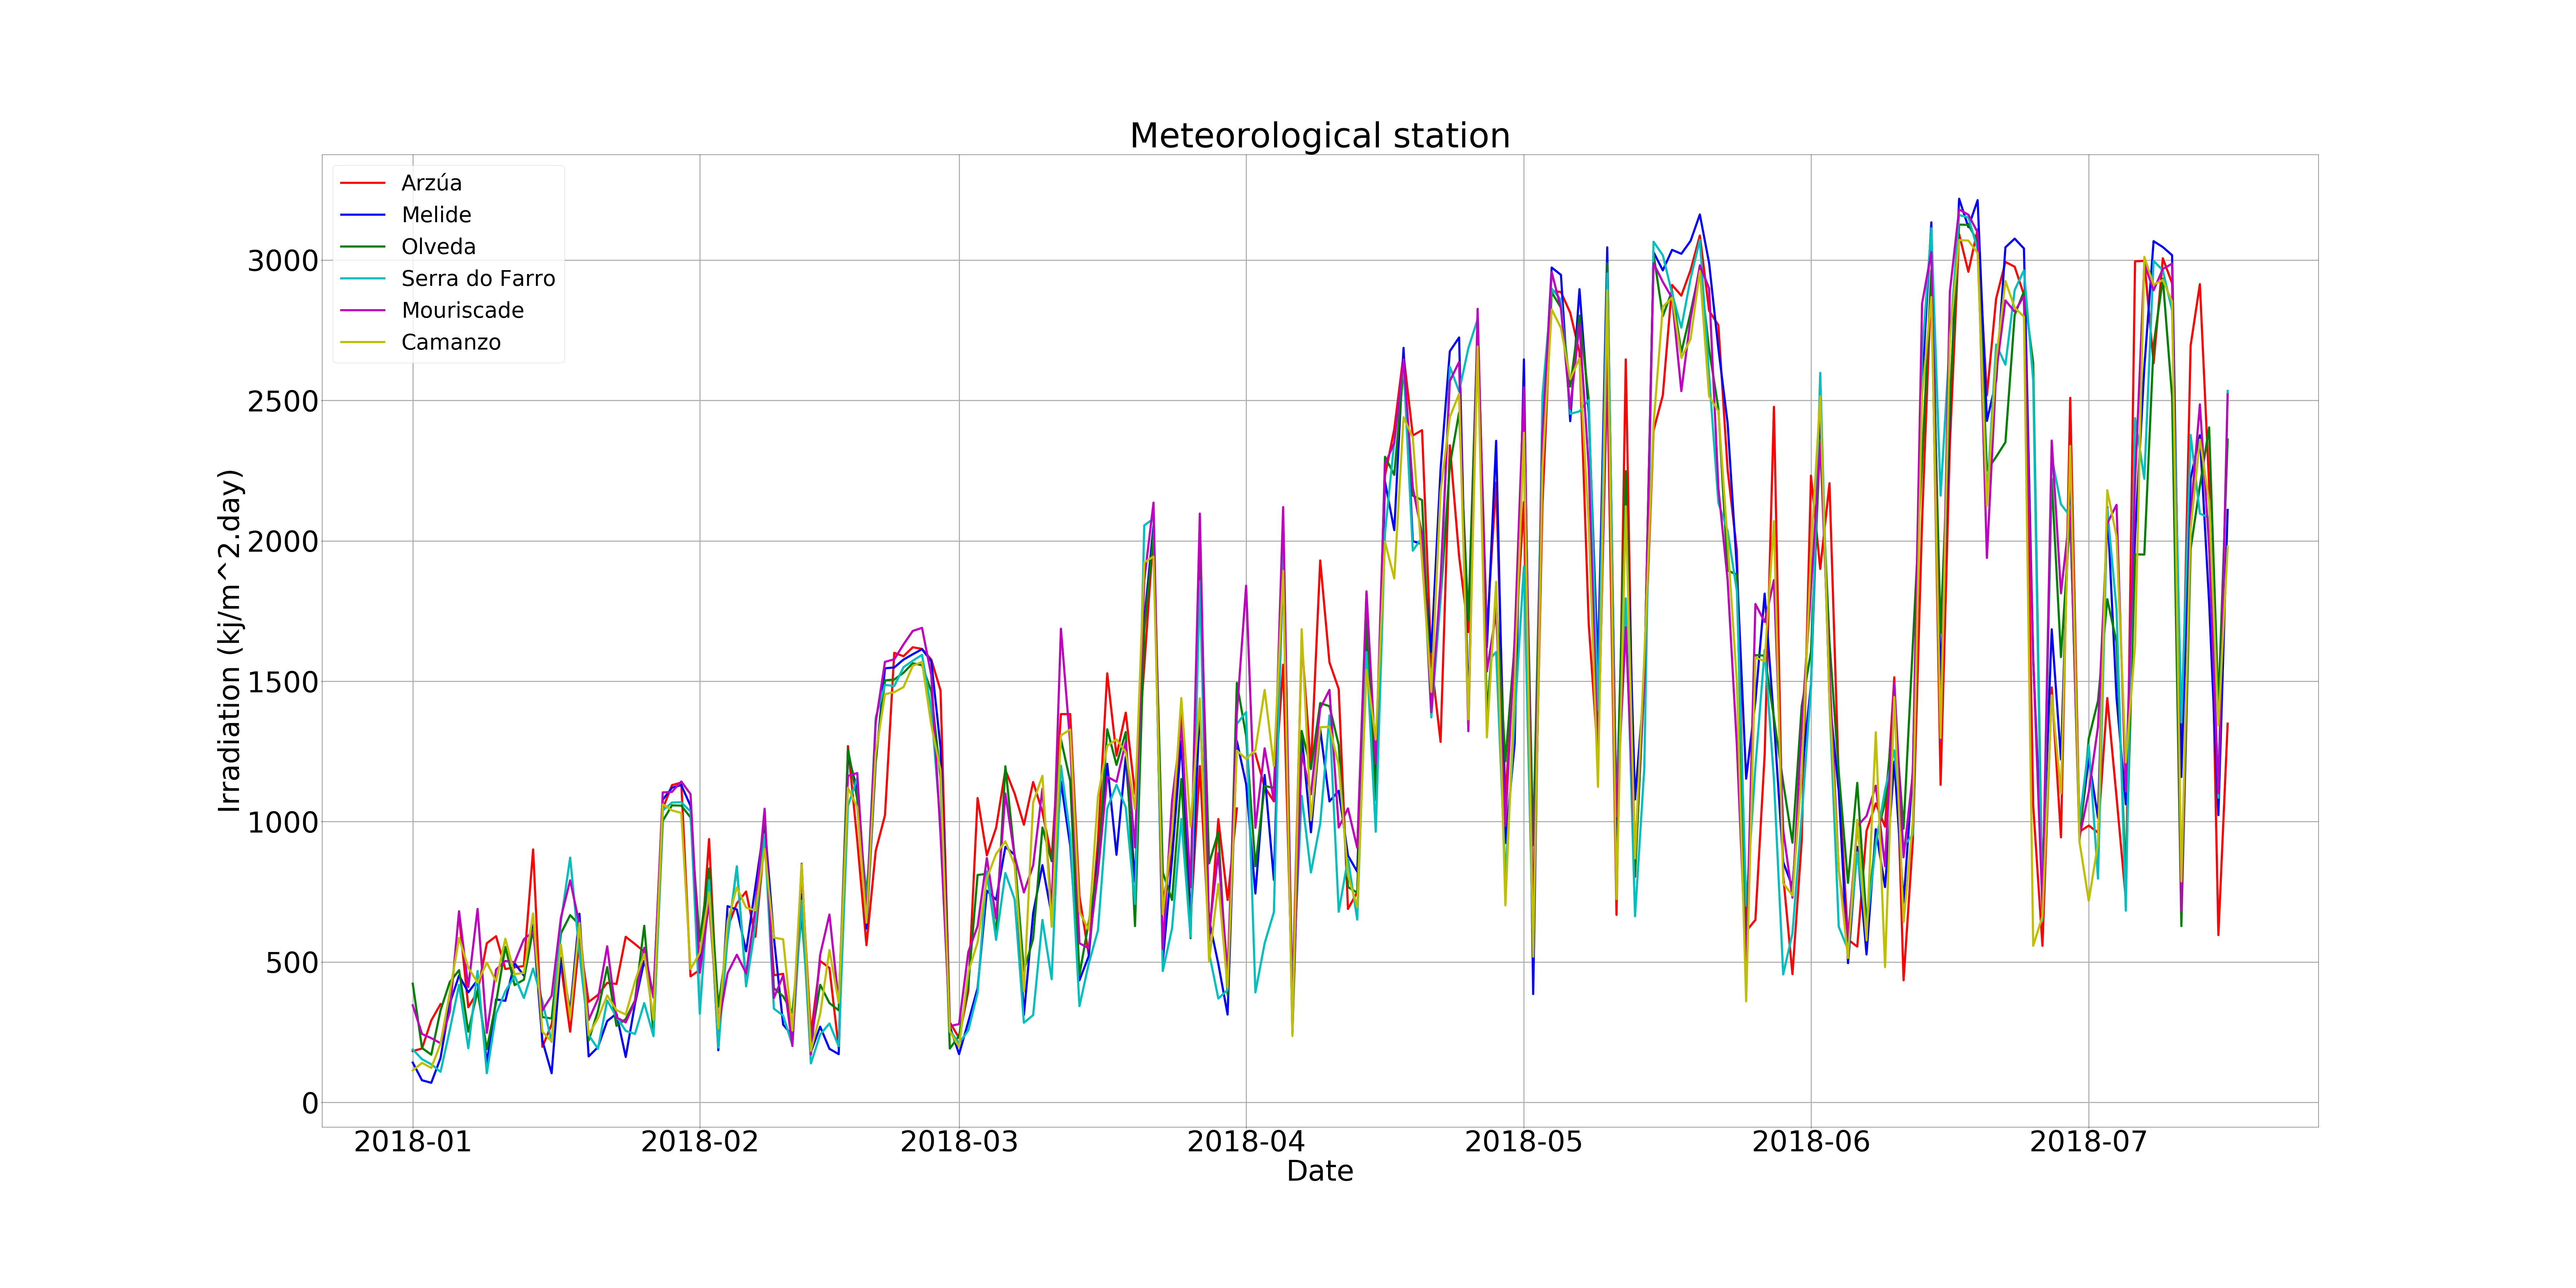 Meteorological station
Arzúa
Melide
Olveda
Serra do Farro
Mouriscade
Camanzo
Irradiation (kj/m^2.day)
3000
2500
2000
1500
1000
500
0
2018-01 2018-02 2018-03 2018-04 2018-05 2018-06 2018-07
Date